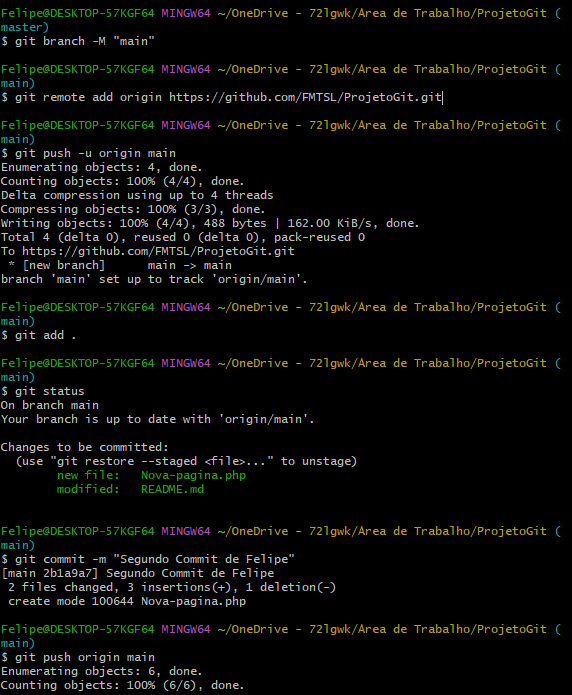 Felipe@DESKTOP-57KGF64 MINGW64 ~/OneDrive - 72lgwk/Área de Trabalho/ProjetoGit (
master)
$ git branch -M "main"
Felipe@DESKTOP-57KGF64 MINGW64 ~/OneDrive - 72lgwk/Área de Trabalho/ProjetoGit (
main)
$ git remote add origin https://github.com/FMTSL/ProjetoGit.git
Felipe@DESKTOP-57KGF64 MINGW64 ~/OneDrive - 72lgwk/Área de Trabalho/ProjetoGit (
main)
$ git push -u origin main
Enumerating objects: 4, done.
Counting objects: 100% (4/4), done.
Delta compression using up to 4 threads
Compressing objects: 100% (3/3), done.
Writing objects: 100% (4/4), 488 bytes | 162.00 KiB/s, done.
Total 4 (delta 0), reused 0 (delta 0), pack-reused 0
To https://github.com/FMTSL/ProjetoGit.git
 * [new branch]      main -> main
branch 'main' set up to track 'origin/main'.
Felipe@DESKTOP-57KGF64 MINGW64 ~/OneDrive - 72lgwk/Área de Trabalho/ProjetoGit (
main)
$ git add .
Felipe@DESKTOP-57KGF64 MINGW64 ~/OneDrive - 72lgwk/Área de Trabalho/ProjetoGit (
main)
$ git status
On branch main
Your branch is up to date with 'origin/main'.
Changes to be committed:
  (use "git restore --staged <file>..." to unstage)
        new file:   Nova-pagina.php
        modified:   README.md
Felipe@DESKTOP-57KGF64 MINGW64 ~/OneDrive - 72lgwk/Área de Trabalho/ProjetoGit (
main)
$ git commit -m "Segundo Commit de Felipe"
[main 2b1a9a7] Segundo Commit de Felipe
 2 files changed, 3 insertions(+), 1 deletion(-)
 create mode 100644 Nova-pagina.php
Felipe@DESKTOP-57KGF64 MINGW64 ~/OneDrive - 72lgwk/Área de Trabalho/ProjetoGit (
main)
$ git push origin main
Enumerating objects: 6, done.
Counting objects: 100% (6/6), done.